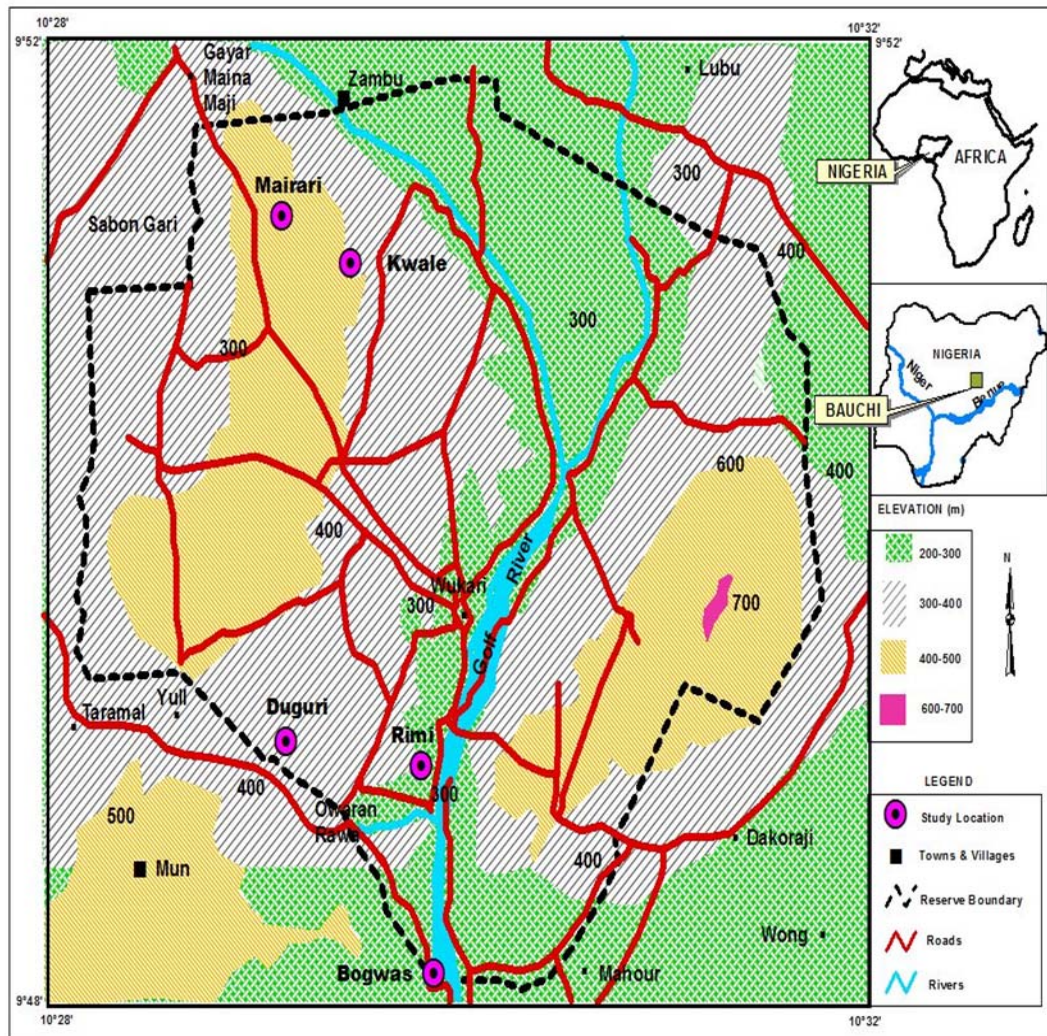 10°28'
10°32'
9°52'
9°52'
Gayar
Maina
Maji
Zambu
Lubu
300
Mairari
Sabon Gari
Kwale
400
300
300
600
400
400
Wukari
300
River
Golf
700
Taramal
Yull
Duguri
Rimi
400
300
500
Owaran
Rawa
Mun
400
Dakoraji
Wong
Bogwas
Manour
9°48'
9°48'
10°28'
10°32'
NIGERIA
AFRICA
NIGERIA
Niger
Benue
BAUCHI
ELEVATION (m)
200-300
300-400
400-500
600-700
N
LEGEND
Study Location
Towns & Villages
Reserve Boundary
Roads
Rivers